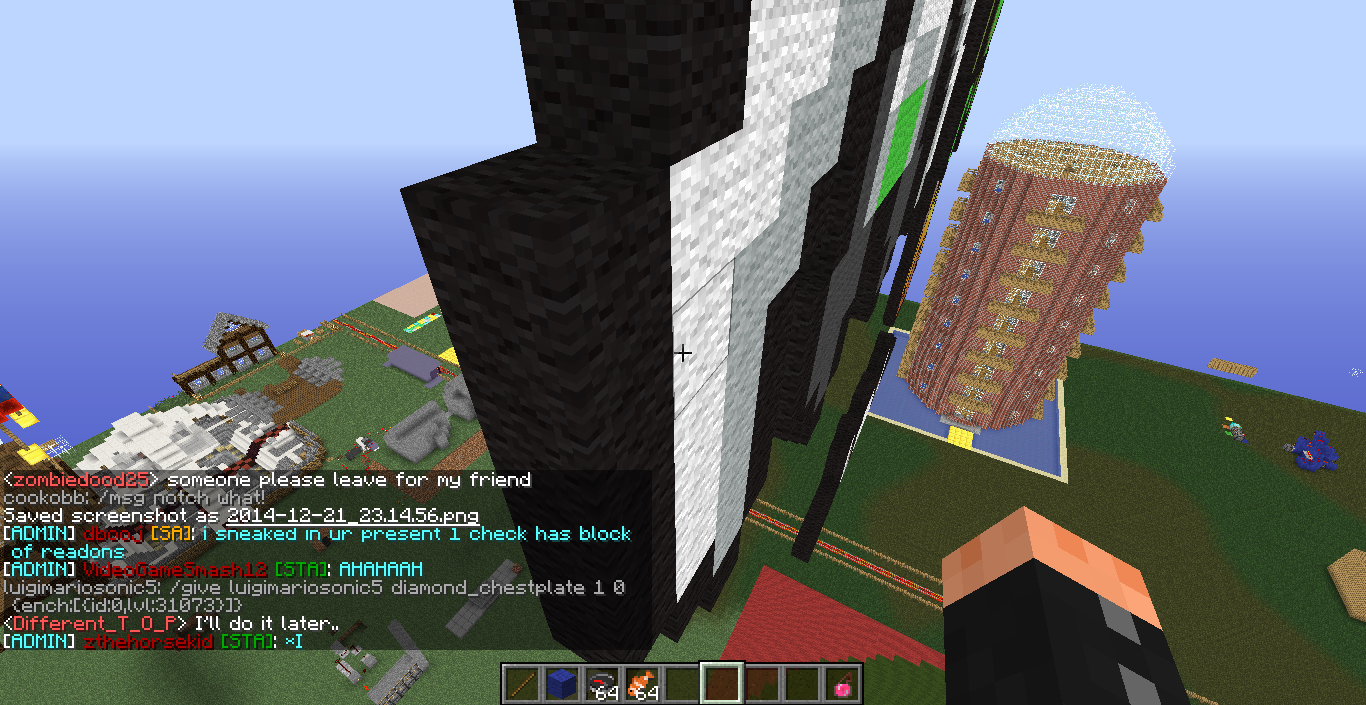 <zombiedood25> someone please leave for my friend
cookobb: /msg notch what!
Saved screenshot as 2014-12-21_23.14.56.png
[ADMIN] dbooj [SA]: i sneaked in ur present 1 check has block
of readons
[ADMIN] VideoGameSmash12 [STA]: AHAHAAH
luigimariosonic5: /give luigimariosonic5 diamond_chestplate 1 0
{ench:[{id:0,lvl:31073}]}
<Different_T_O_P> I'll do it later..
[ADMIN] zthehorsekid [STA]: *I
64
64